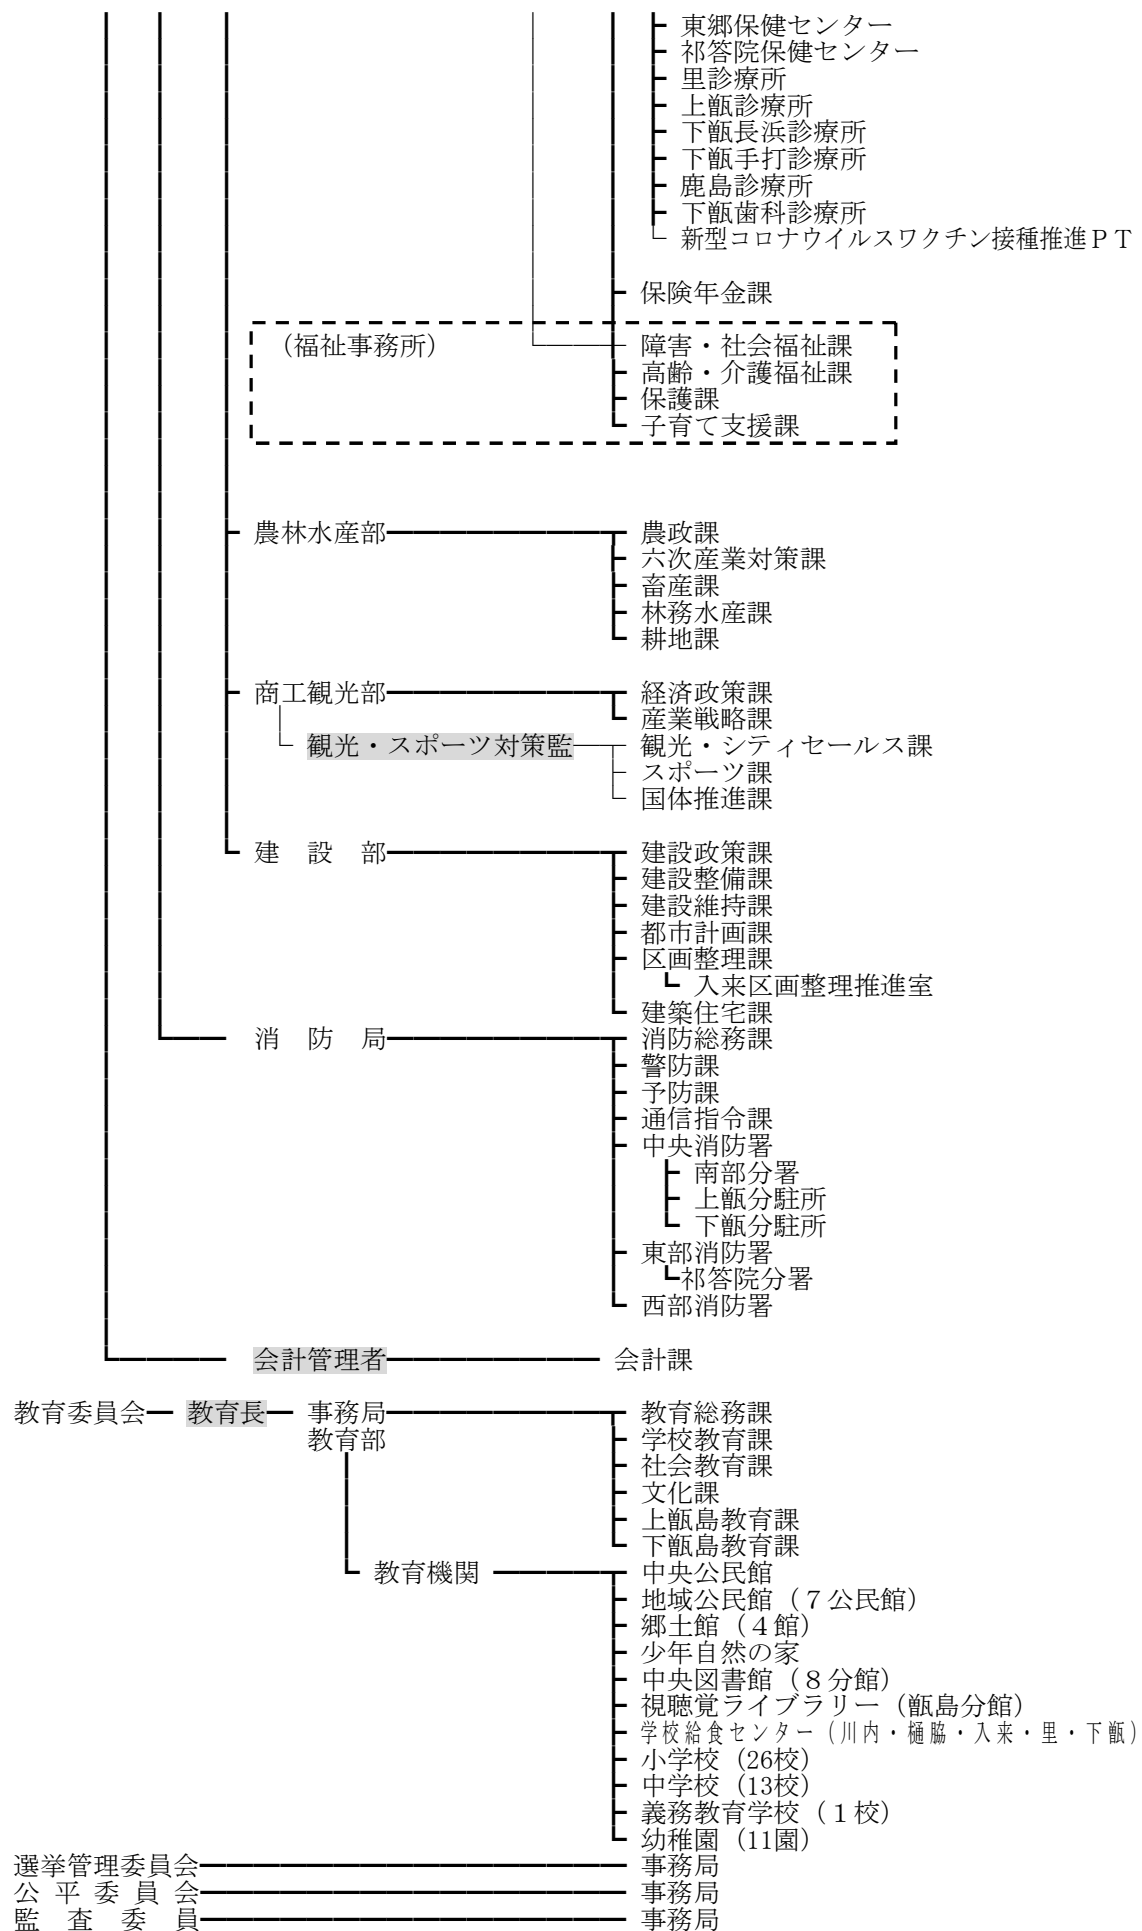 東郷保健センター
祁答院保健センター
里診療所
上甑診療所
下甑長浜診療所
下甑手打診療所
鹿島診療所
下甑歯科診療所
新型コロナウイルスワクチン接種推進ＰＴ
保険年金課
（福祉事務所） 障害・社会福祉課
高齢・介護福祉課
保護課
子育て支援課
農林水産部 農政課
六次産業対策課
畜産課
林務水産課
耕地課
商工観光部 経済政策課
産業戦略課
観光・スポーツ対策監 観光・シティセールス課
スポーツ課
国体推進課
建　設　部 建設政策課
建設整備課
建設維持課
都市計画課
区画整理課
入来区画整理推進室
建築住宅課
消　防　局 消防総務課
警防課
予防課
通信指令課
中央消防署
南部分署
上甑分駐所
下甑分駐所
東部消防署
祁答院分署
西部消防署
会計管理者 会計課
教育委員会 教育長 事務局 教育総務課
教育部 学校教育課
社会教育課
文化課
上甑島教育課
下甑島教育課
教育機関 中央公民館
地域公民館（７公民館）
郷土館（４館）
少年自然の家
中央図書館（８分館）
視聴覚ライブラリー（甑島分館）
学校給食センター（川内・樋脇・入来・里・下甑）
小学校（26校）
中学校（13校）
義務教育学校（１校）
幼稚園（11園）
選挙管理委員会 事務局
公 平 委 員 会 事務局
監　査　委　員 事務局